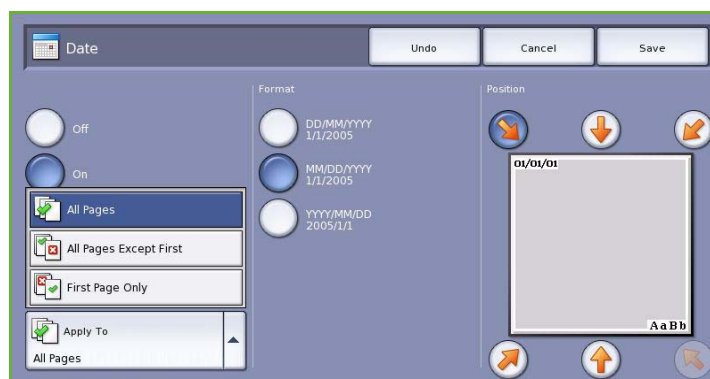 Date
Undo
Cancel
Save
Format
Position
Off
DD/MM/YYYY
1/1/2005
On
MM/DD/YYYY
1/1/2005
01/01/01
All Pages
YYYY/MM/DD
2005/1/1
All Pages Except First
First Page Only
Apply To
All Pages
AaBb